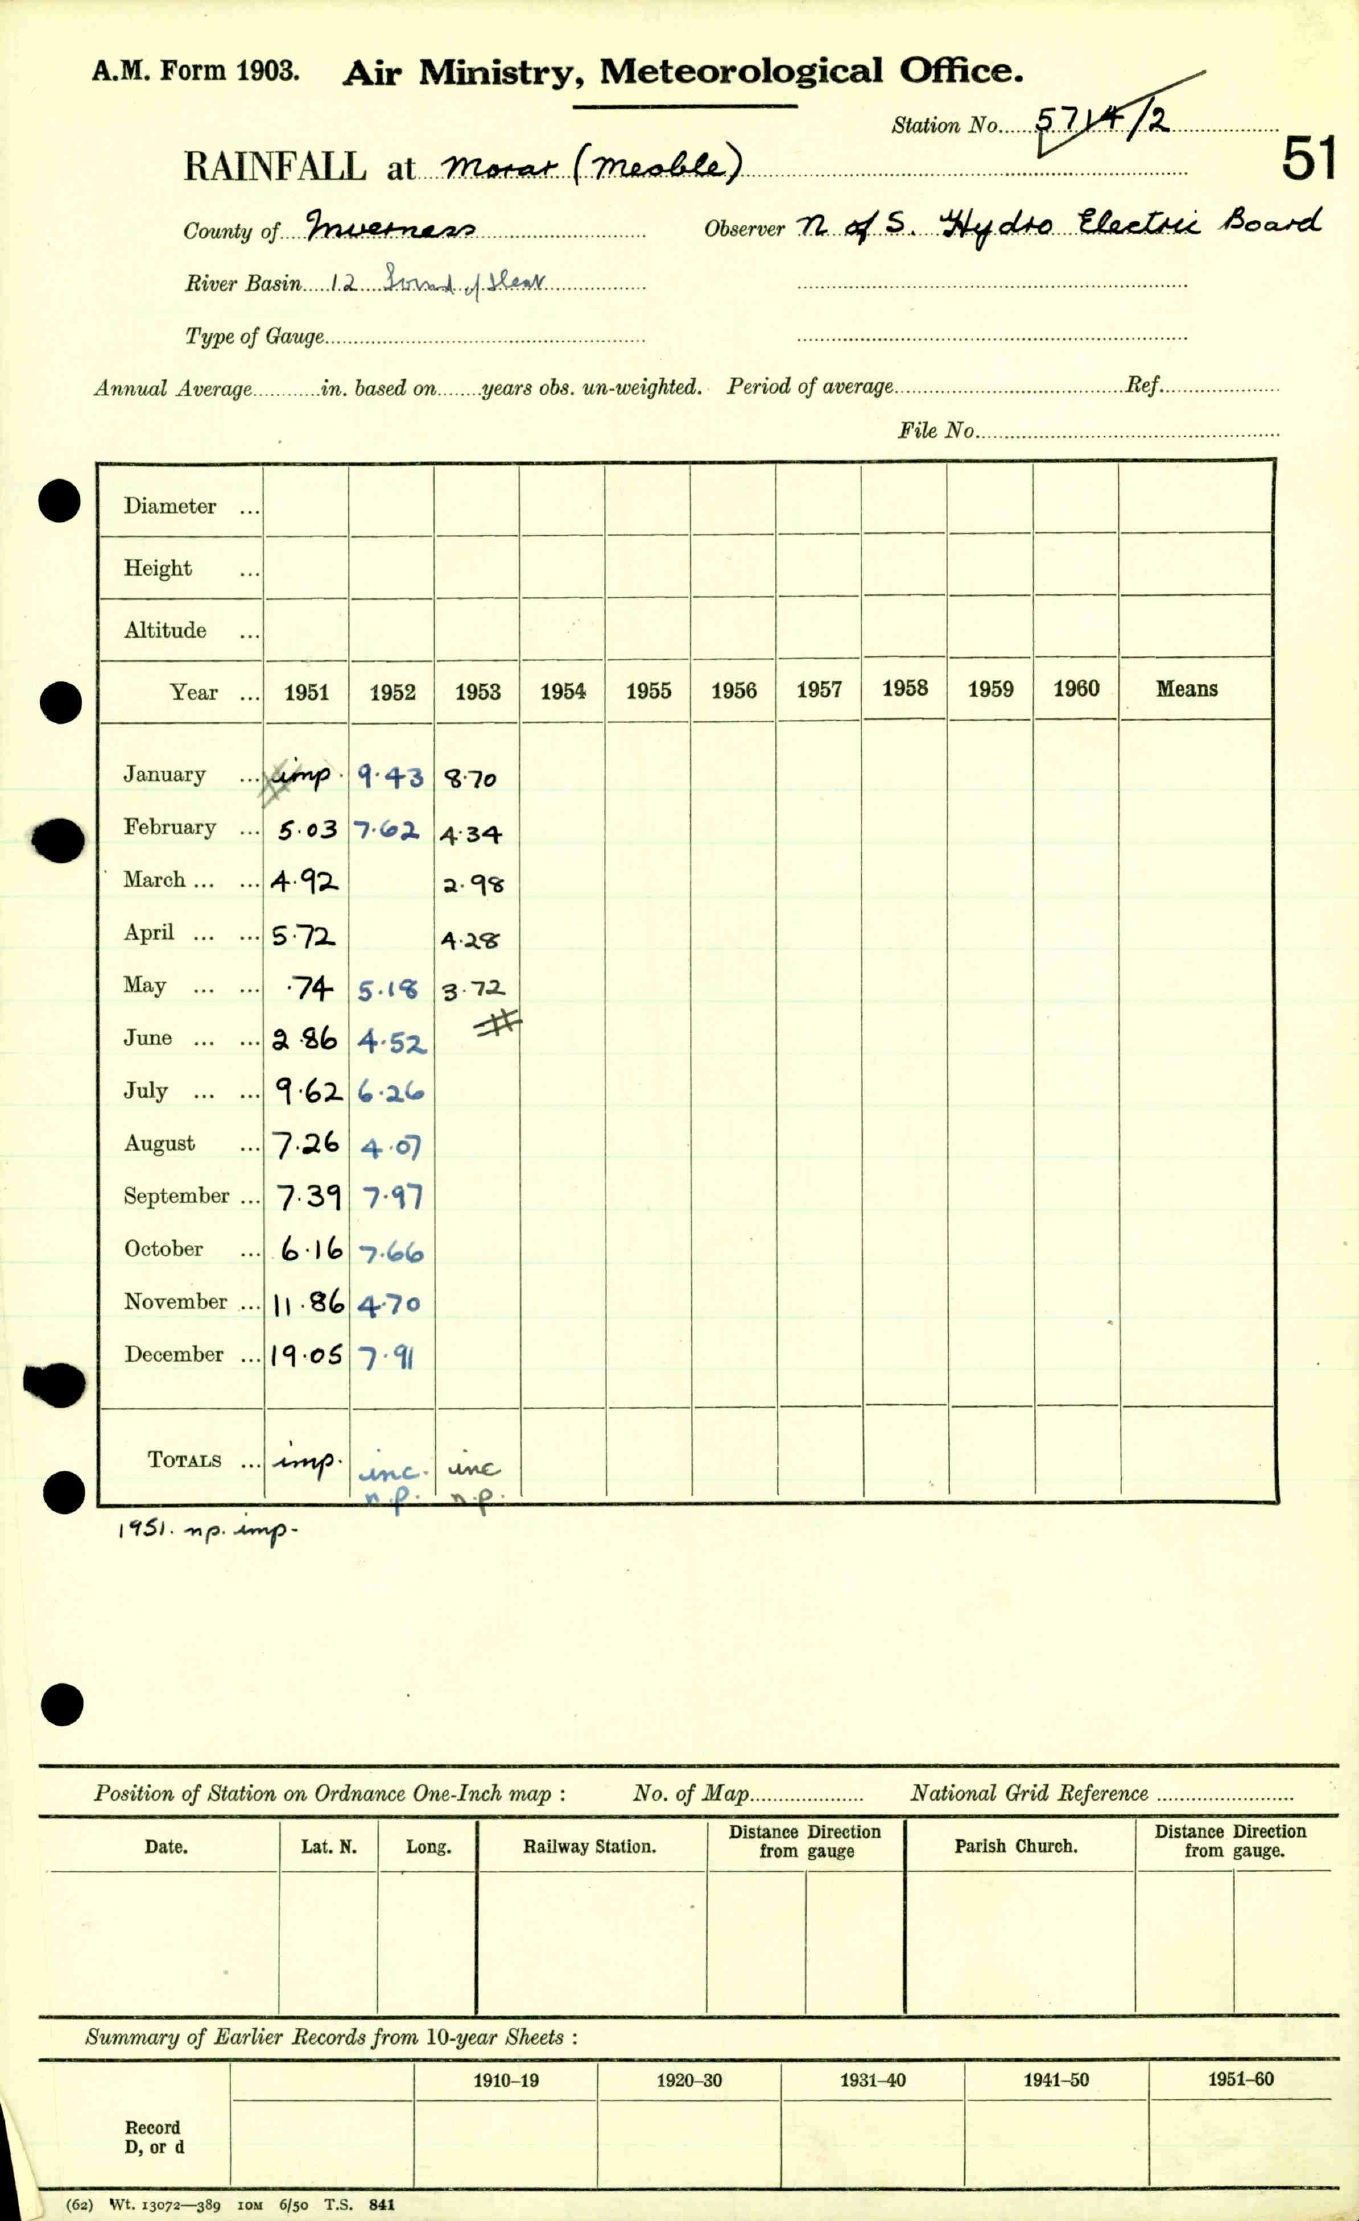 A.M. Form 1903. Air Ministry, Meteorological Office.
Station No. 5714/2
51
RAINFALL at Morar (Meoble)
County of Inverness Observer N of S. Hydro Electric Board
River Basin 12 Sound of Sleat
Type of Gauge
Annual Average in. based on years obs. un-weighted. Period of average Ref.
File No.
Diameter ...
Height ...
Altitude ...
Year ... 1951 1952 1953 1954 1955 1956 1957 1958 1959 1960 Means
January ... imp. 9.43 8.70
February ... 5.03 7.62 4.34
March ... ... 4.92 2.98
April ... ... 5.72 4.28
May ... ... .74 5.18 3.72
June ... ... 2.86 4.52
July ... ... 9.62 6.26
August ... 7.26 4.07
September ... 7.39 7.97
October ... 6.16 7.66
November ... 11.86 4.70
December ... 19.05 7.91
TOTALS ... imp. inc. inc
n.p. n.p.
1951. np. imp.
Position of Station on Ordnance One-Inch map : No. of Map National Grid Reference
Date. Lat. N. Long. Railway Station. Distance Direction from gauge Parish Church. Distance Direction from gauge.
Summary of Earlier Records from 10-year Sheets :
1910–19 1920–30 1931–40 1941–50 1951–60
Record
D, or d
(62) Wt. 13072—389 10M 6/50 T.S. 841